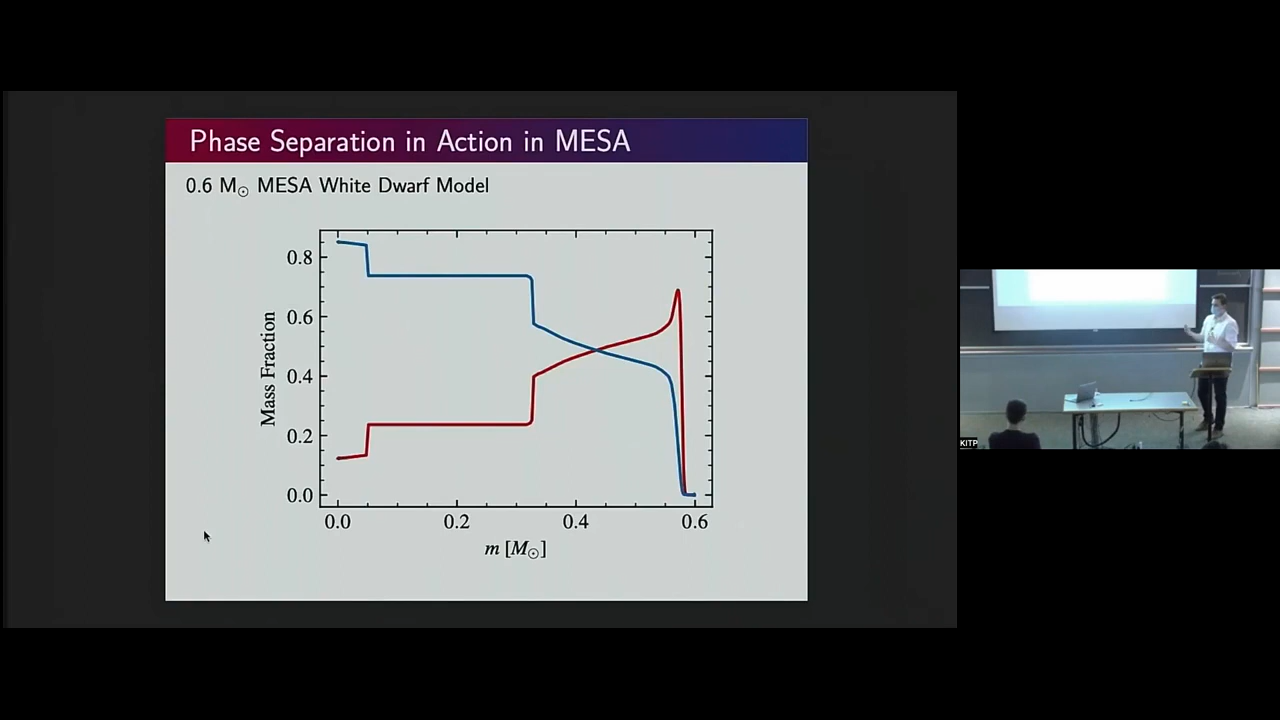 Phase Separation in Action in MESA
0.6 M⊙ MESA White Dwarf Model
0.8
0.6
0.4
0.2
0.0
Mass Fraction
0.0 0.2 0.4 0.6
m [M⊙]
KITP